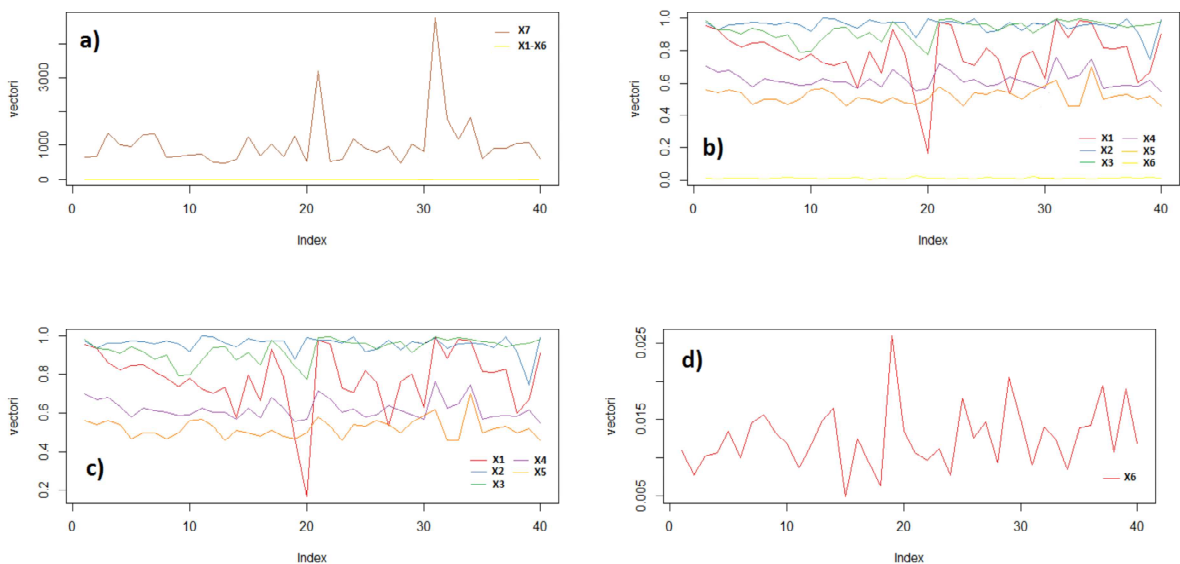 a)
X7
X1-X6
vectori
0 1000 3000
0 10 20 30 40
Index
b)
X1 X4
X2 X5
X3 X6
vectori
0.0 0.2 0.4 0.6 0.8 1.0
0 10 20 30 40
Index
c)
X1 X4
X2 X5
X3
vectori
0.2 0.4 0.6 0.8 1.0
0 10 20 30 40
Index
d)
X6
vectori
0.005 0.015 0.025
0 10 20 30 40
Index